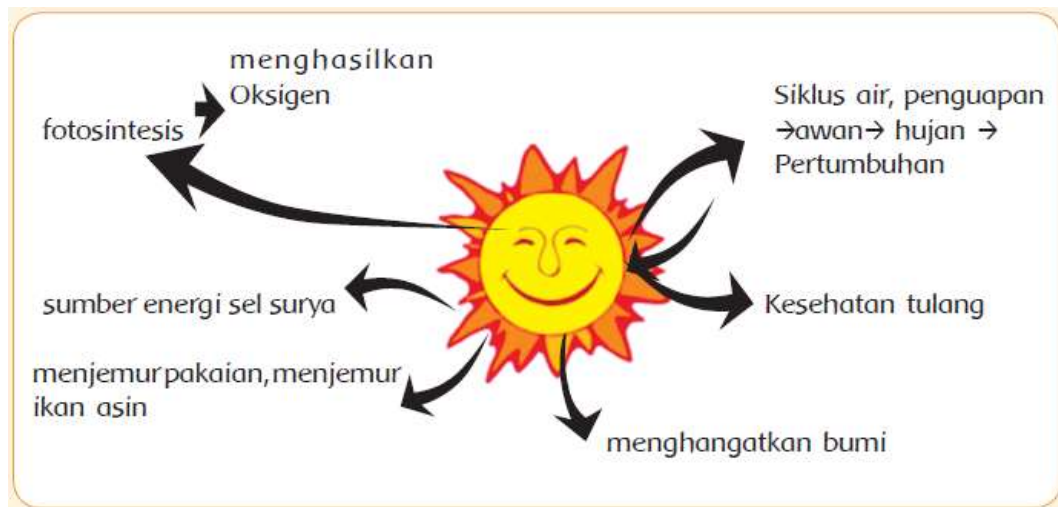 menghasilkan
Oksigen
fotosintesis
Siklus air, penguapan
→awan→ hujan →
Pertumbuhan
sumber energi sel surya
Kesehatan tulang
menjemur pakaian, menjemur
ikan asin
menghangatkan bumi